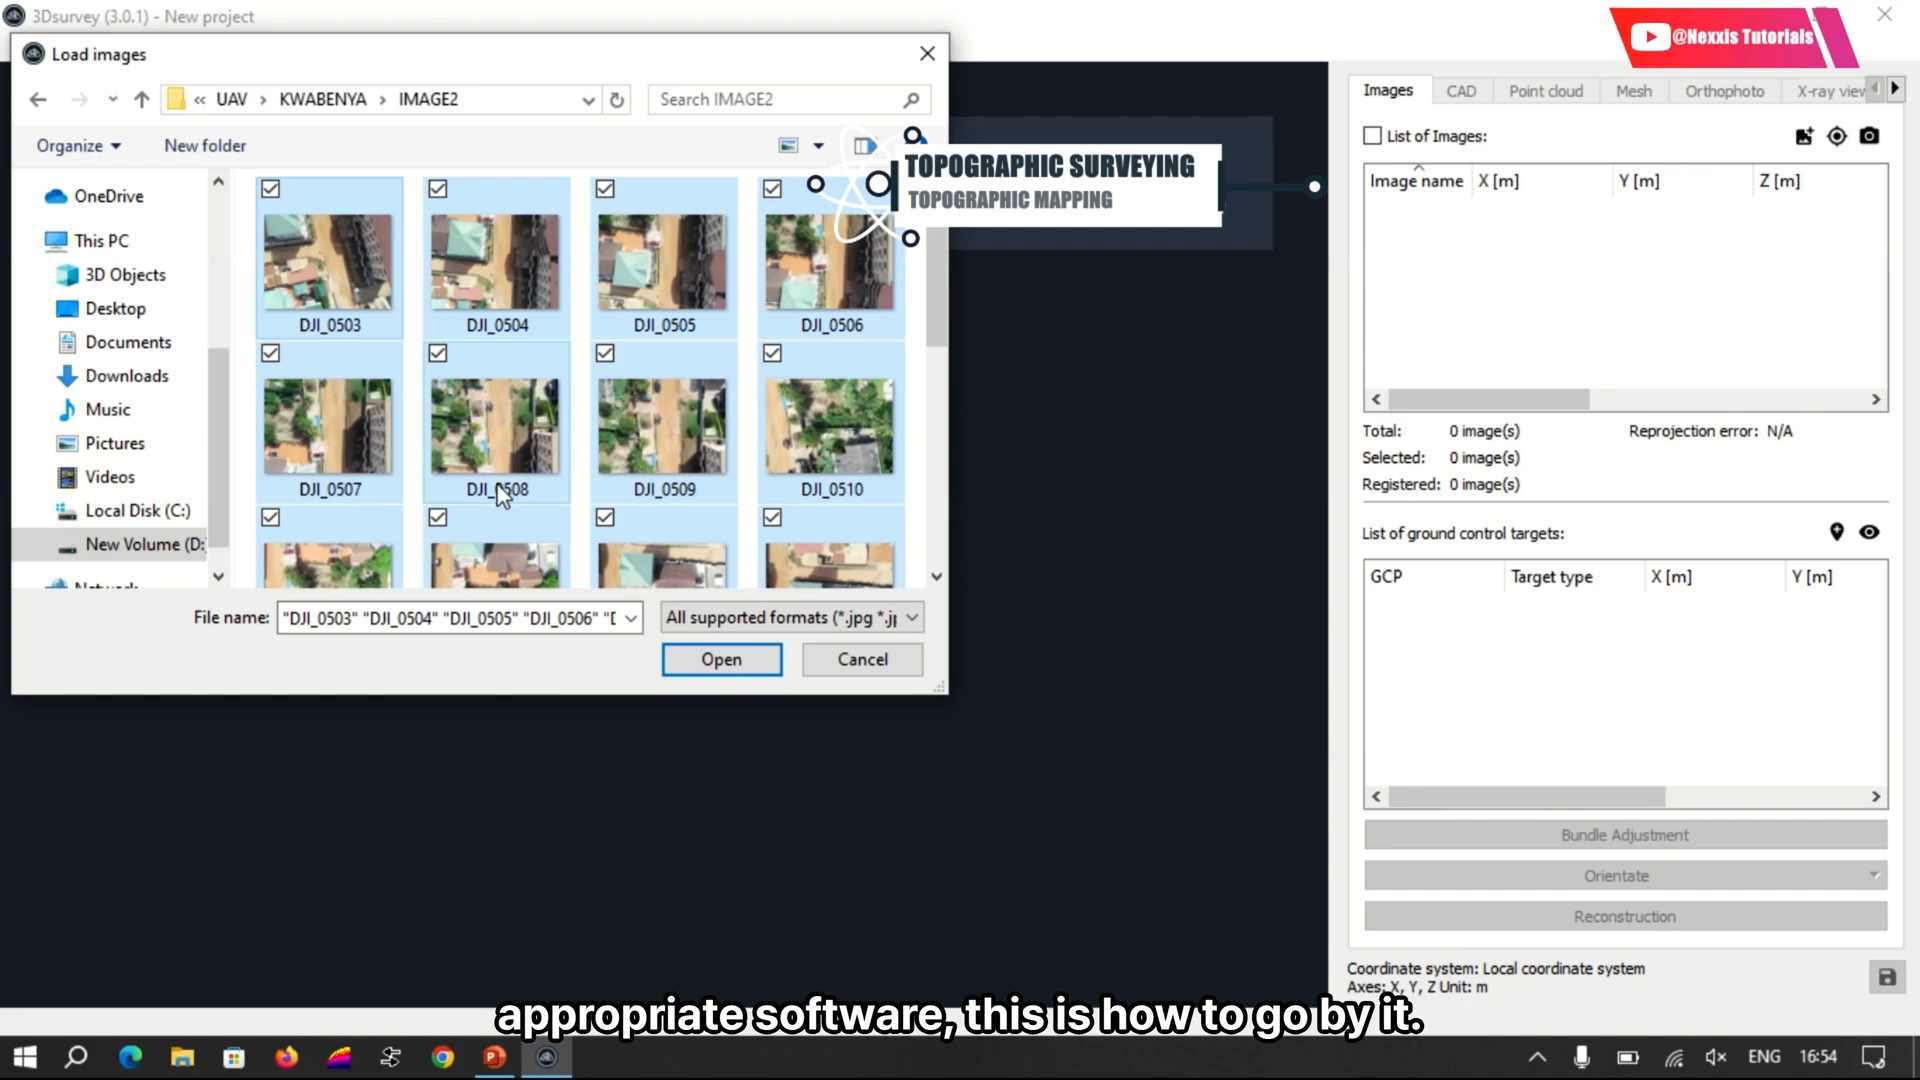 3Dsurvey (3.0.1) - New project
@Nexxis Tutorials
Load images
« UAV > KWABENYA > IMAGE2
Search IMAGE2
Organize
New folder
TOPOGRAPHIC SURVEYING
TOPOGRAPHIC MAPPING
OneDrive
This PC
3D Objects
Desktop
Documents
Downloads
Music
Pictures
Videos
Local Disk (C:)
New Volume (D:
DJI_0503
DJI_0504
DJI_0505
DJI_0506
DJI_0507
DJI_0508
DJI_0509
DJI_0510
File name:
"DJI_0503" "DJI_0504" "DJI_0505" "DJI_0506" "D
All supported formats (*.jpg *.jp
Open
Cancel
Images
CAD
Point cloud
Mesh
Orthophoto
X-ray view
List of Images:
Image name
X [m]
Y [m]
Z [m]
Total: 0 image(s)
Reprojection error: N/A
Selected: 0 image(s)
Registered: 0 image(s)
List of ground control targets:
GCP
Target type
X [m]
Y [m]
Bundle Adjustment
Orientate
Reconstruction
Coordinate system: Local coordinate system
Axes: X, Y, Z Unit: m
appropriate software, this is how to go by it.
ENG
16:54